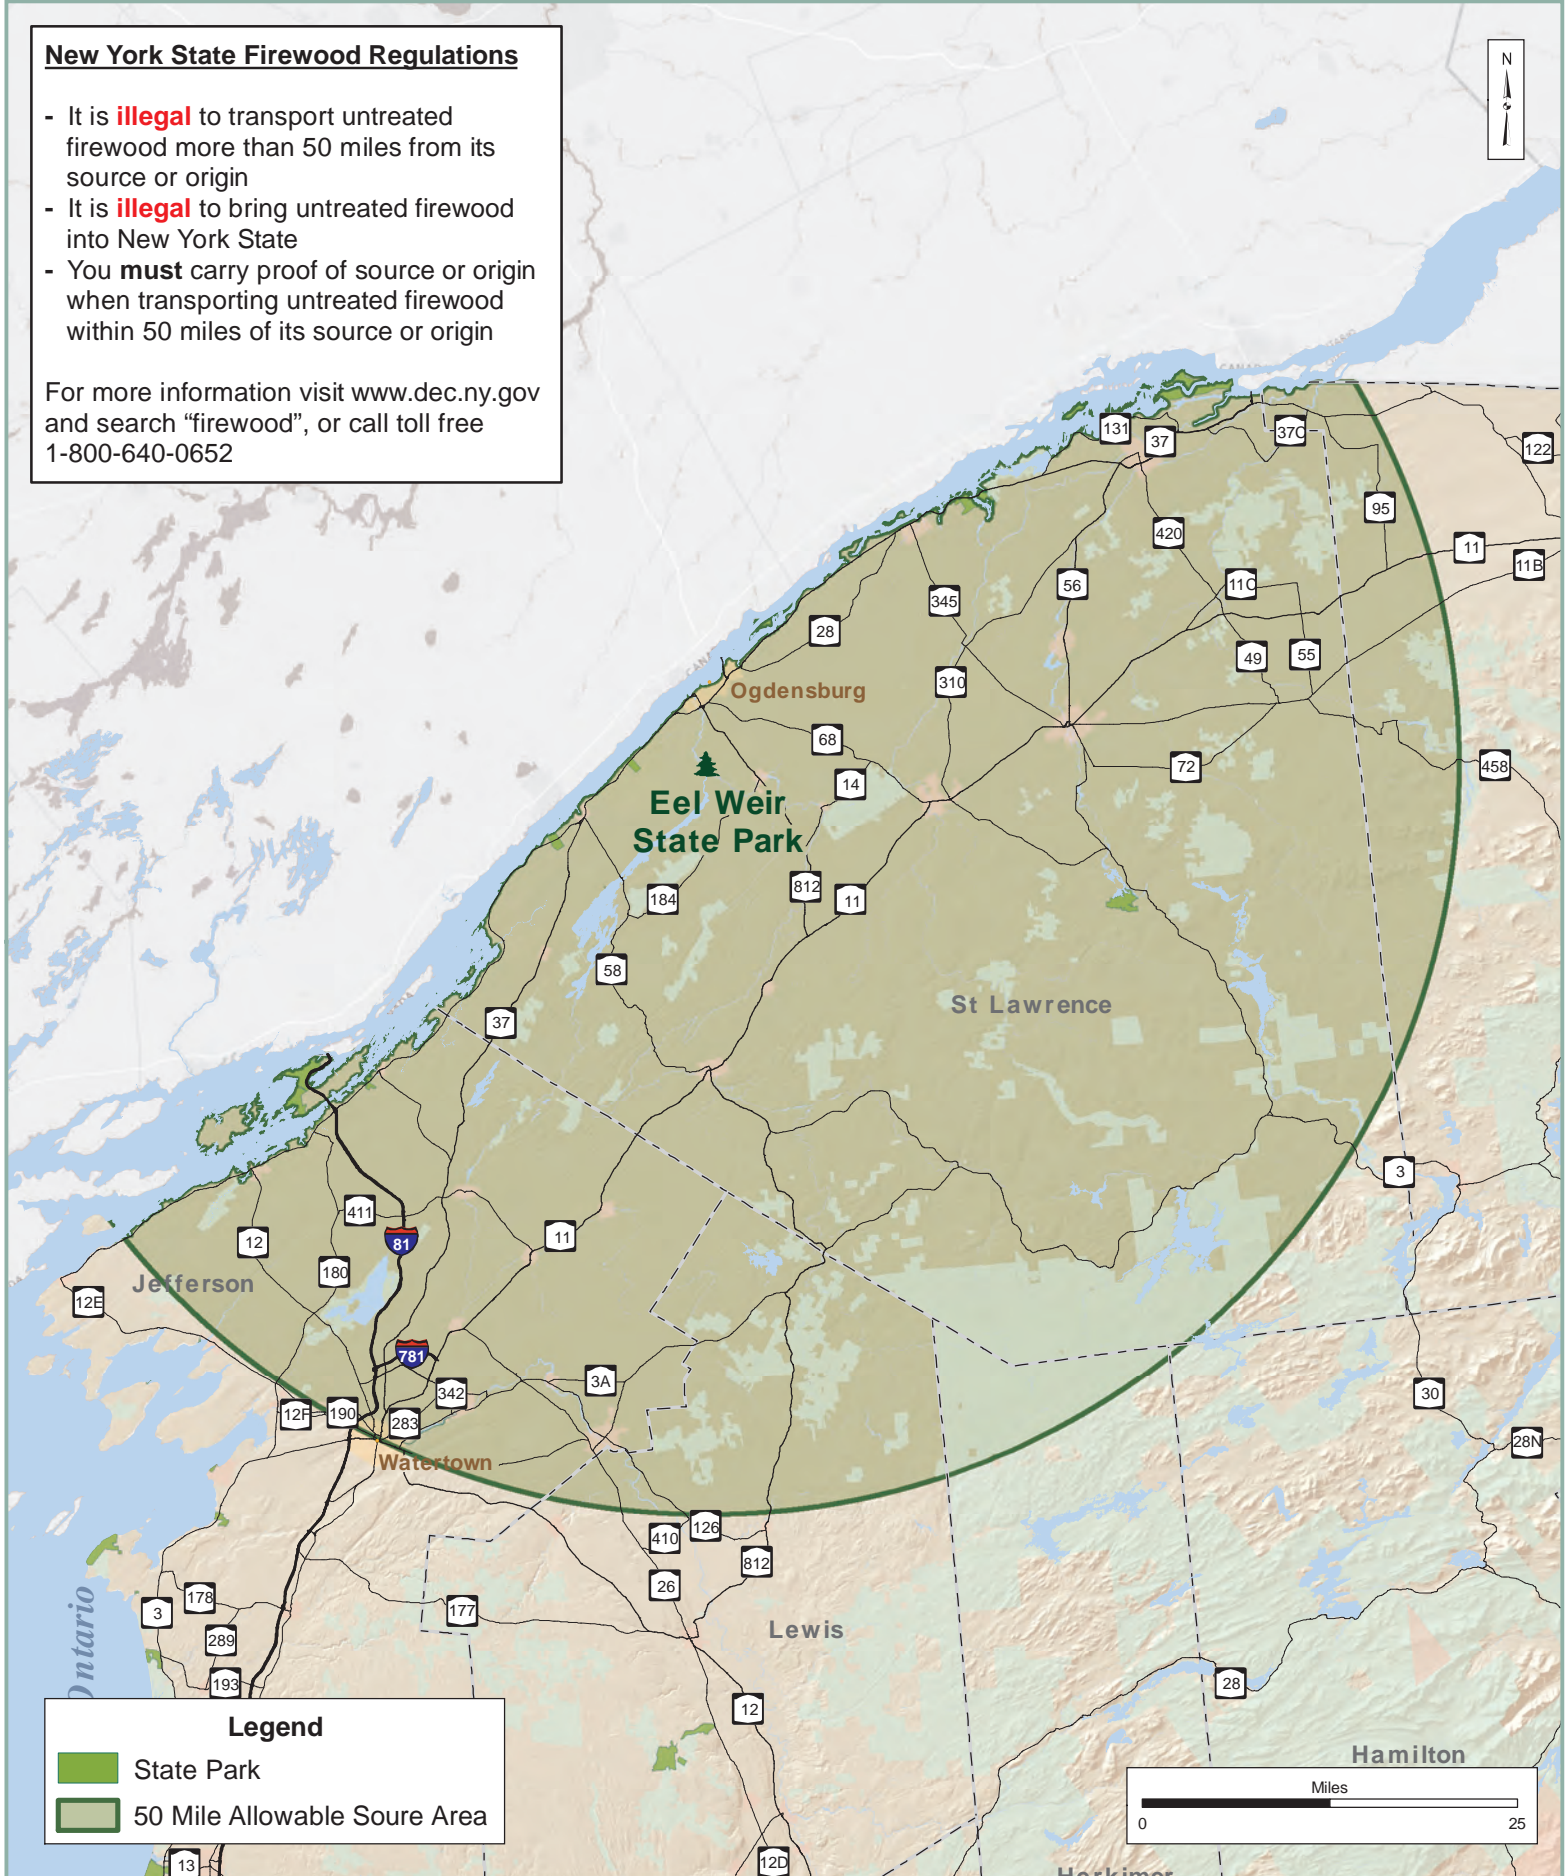 New York State Firewood Regulations
- It is illegal to transport untreated
firewood more than 50 miles from its
source or origin
- It is illegal to bring untreated firewood
into New York State
- You must carry proof of source or origin
when transporting untreated firewood
within 50 miles of its source or origin
For more information visit www.dec.ny.gov
and search “firewood”, or call toll free
1-800-640-0652
N
131
37
37C
122
95
420
11
11B
56
11C
345
28
49
55
310
Ogdensburg
68
72
458
14
Eel Weir
State Park
812
184
11
58
St Lawrence
37
3
411
12
11
81
180
Jefferson
12E
781
3A
342
30
12F
190
283
28N
Watertown
126
410
812
26
178
3
177
Lewis
289
Ontario
193
28
12
Legend
State Park
50 Mile Allowable Soure Area
Hamilton
Miles
0
25
13
12D
Herkimer